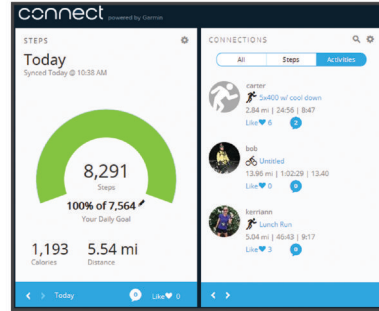 connect powered by Garmin
STEPS
Today
Synced Today @ 10:38 AM
8,291
Steps
100% of 7,564
Your Daily Goal
1,193
Calories
5.54 mi
Distance
< > Today
0
Like 0
CONNECTIONS
All
Steps
Activities
carter
5x400 w/ cool down
2.84 mi | 24:56 | 8:47
Like 6
2
bob
Untitled
13.96 mi | 1:02:29 | 13.40
Like 0
0
kerriann
Lunch Run
5.04 mi | 46:43 | 9:17
Like 3
0
< >